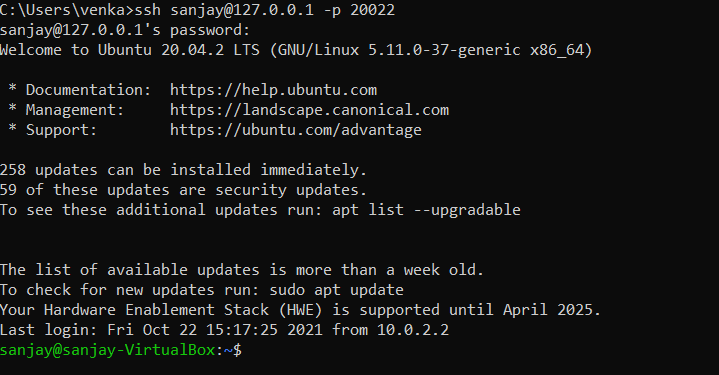 C:\Users\venka>ssh sanjay@127.0.0.1 -p 20022
sanjay@127.0.0.1's password:
Welcome to Ubuntu 20.04.2 LTS (GNU/Linux 5.11.0-37-generic x86_64)
* Documentation:  https://help.ubuntu.com
* Management:     https://landscape.canonical.com
* Support:        https://ubuntu.com/advantage
258 updates can be installed immediately.
59 of these updates are security updates.
To see these additional updates run: apt list --upgradable
The list of available updates is more than a week old.
To check for new updates run: sudo apt update
Your Hardware Enablement Stack (HWE) is supported until April 2025.
Last login: Fri Oct 22 15:17:25 2021 from 10.0.2.2
sanjay@sanjay-VirtualBox:~$